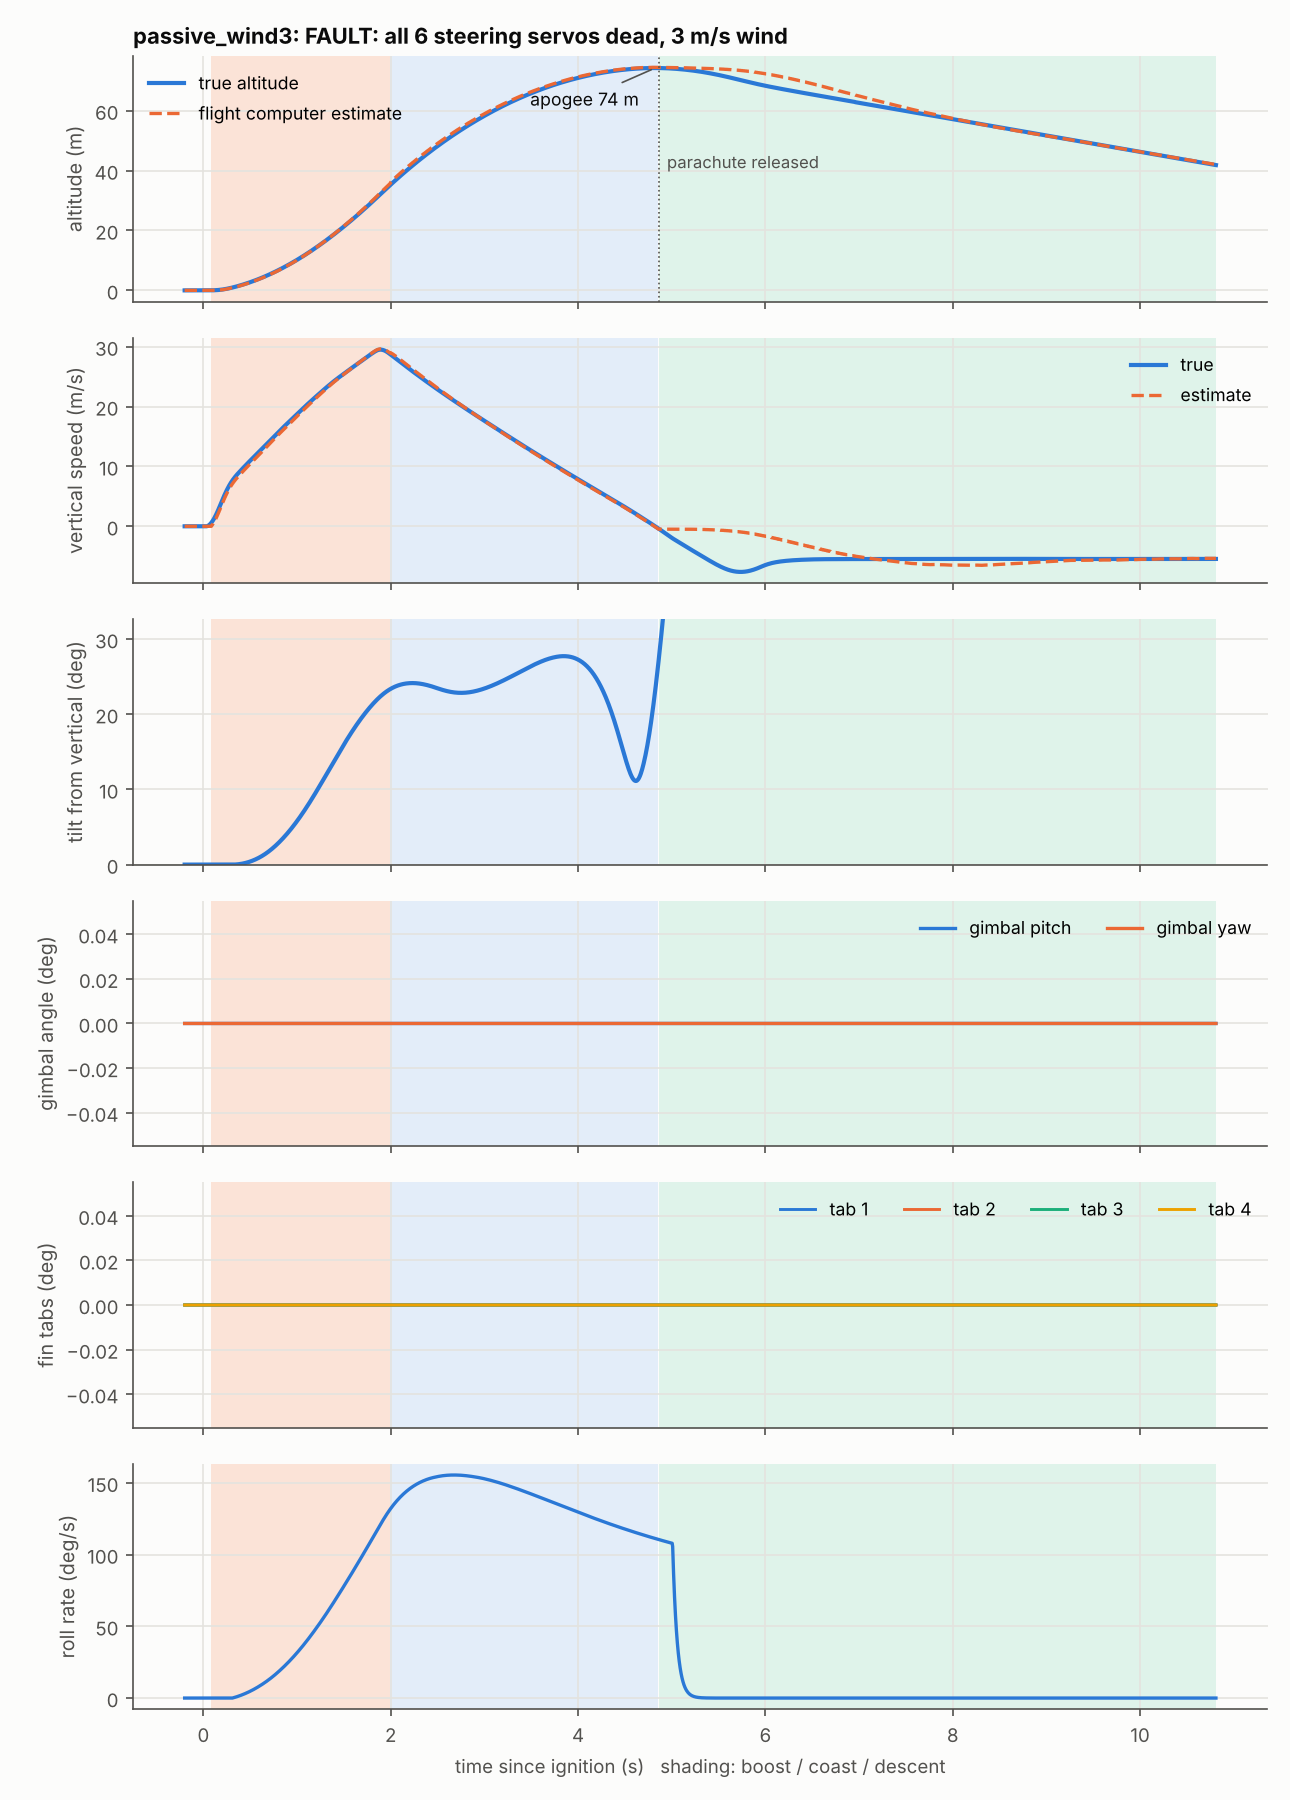 passive_wind3: FAULT: all 6 steering servos dead, 3 m/s wind
true altitude
flight computer estimate
apogee 74 m
parachute released
altitude (m)
60
40
20
0
true
estimate
vertical speed (m/s)
30
20
10
0
tilt from vertical (deg)
30
20
10
0
gimbal pitch
gimbal yaw
gimbal angle (deg)
0.04
0.02
0.00
−0.02
−0.04
tab 1
tab 2
tab 3
tab 4
fin tabs (deg)
0.04
0.02
0.00
−0.02
−0.04
roll rate (deg/s)
150
100
50
0
0 2 4 6 8 10
time since ignition (s) shading: boost / coast / descent